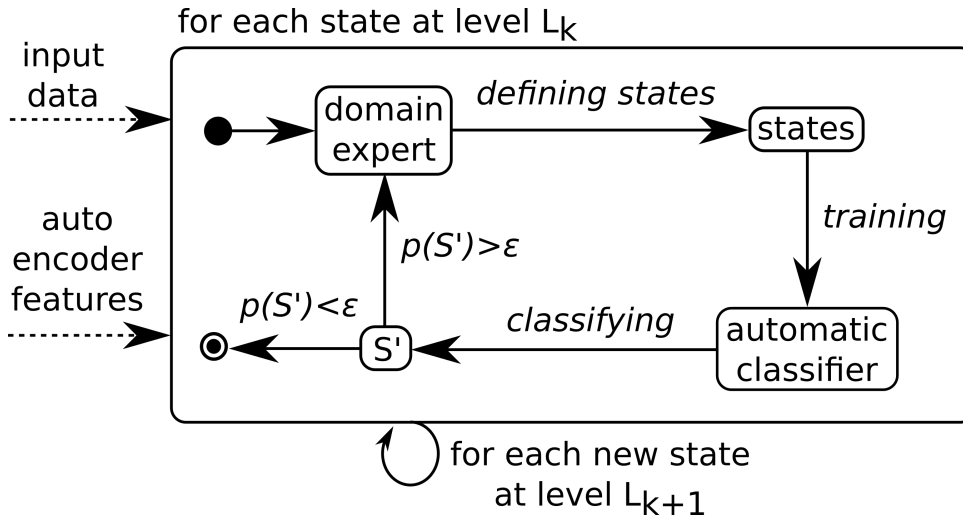 for each state at level Lk
input
data
domain
expert
defining states
states
auto
encoder
features
training
p(S')>ε
p(S')<ε
S'
classifying
automatic
classifier
for each new state
at level Lk+1